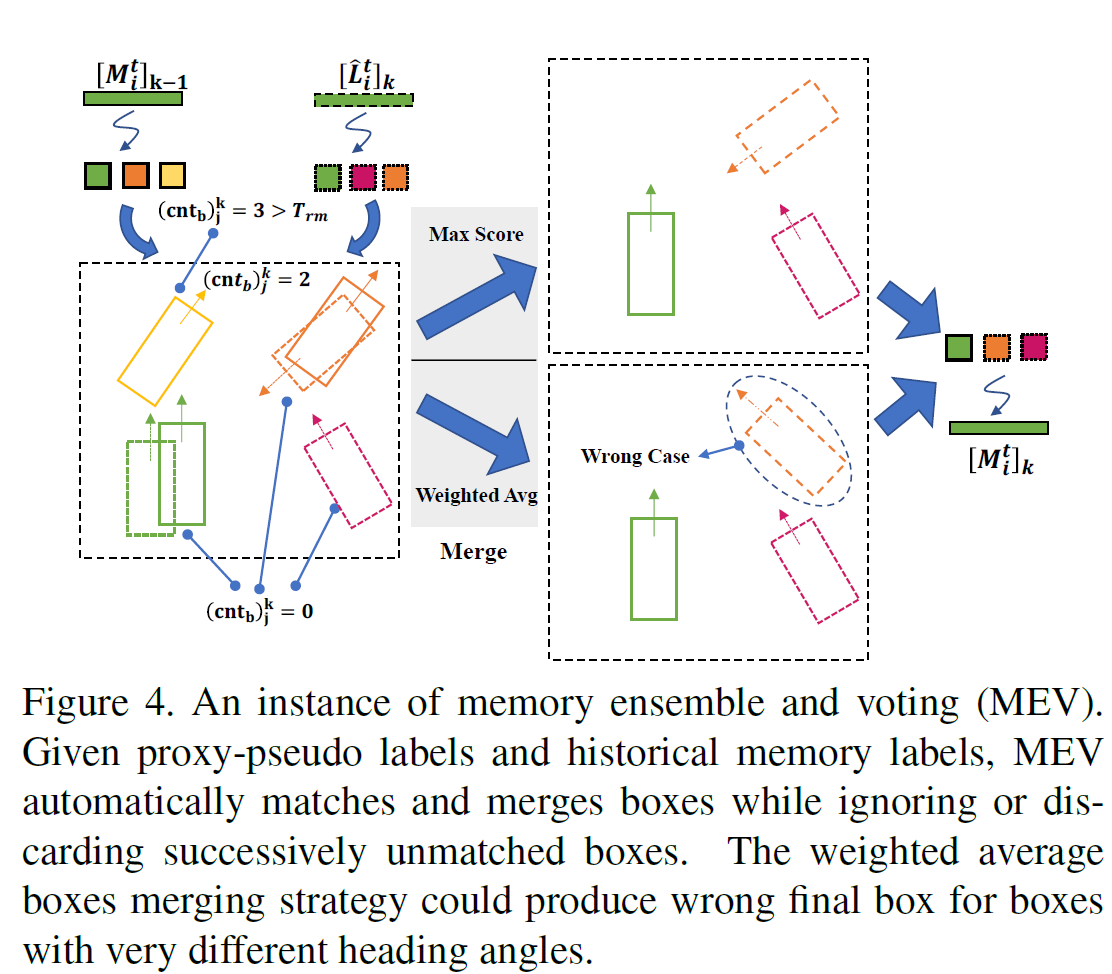 [M_i^t]_{k-1}
[L̂_i^t]_k
(cnt_b)_j^k = 3 > T_{rm}
(cnt_b)_j^k = 2
Max Score
Wrong Case
Weighted Avg
[M_i^t]_k
Merge
(cnt_b)_j^k = 0
Figure 4. An instance of memory ensemble and voting (MEV).
Given proxy-pseudo labels and historical memory labels, MEV
automatically matches and merges boxes while ignoring or dis-
carding successively unmatched boxes. The weighted average
boxes merging strategy could produce wrong final box for boxes
with very different heading angles.